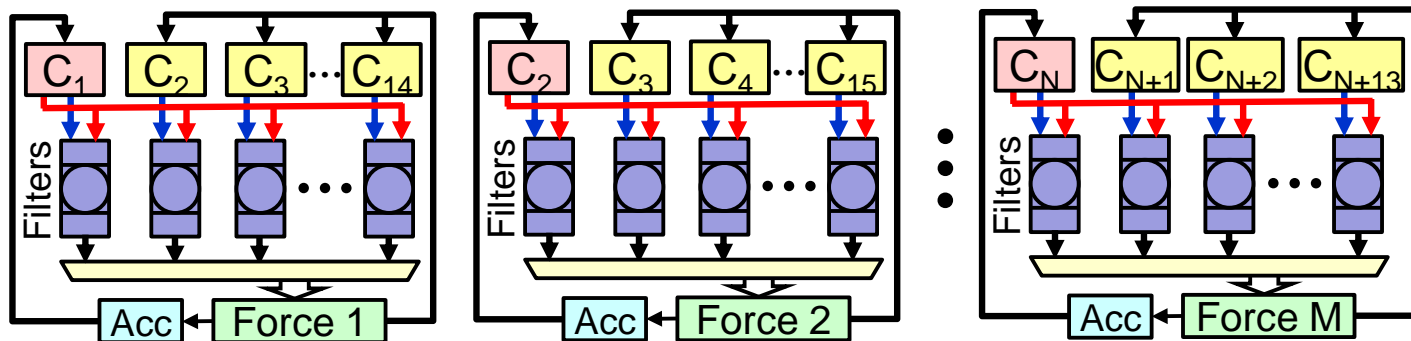 C1 C2 C3 ... C14
Filters
Acc Force 1
C2 C3 C4 ... C15
Filters
Acc Force 2
CN CN+1 CN+2 CN+13
Filters
Acc Force M